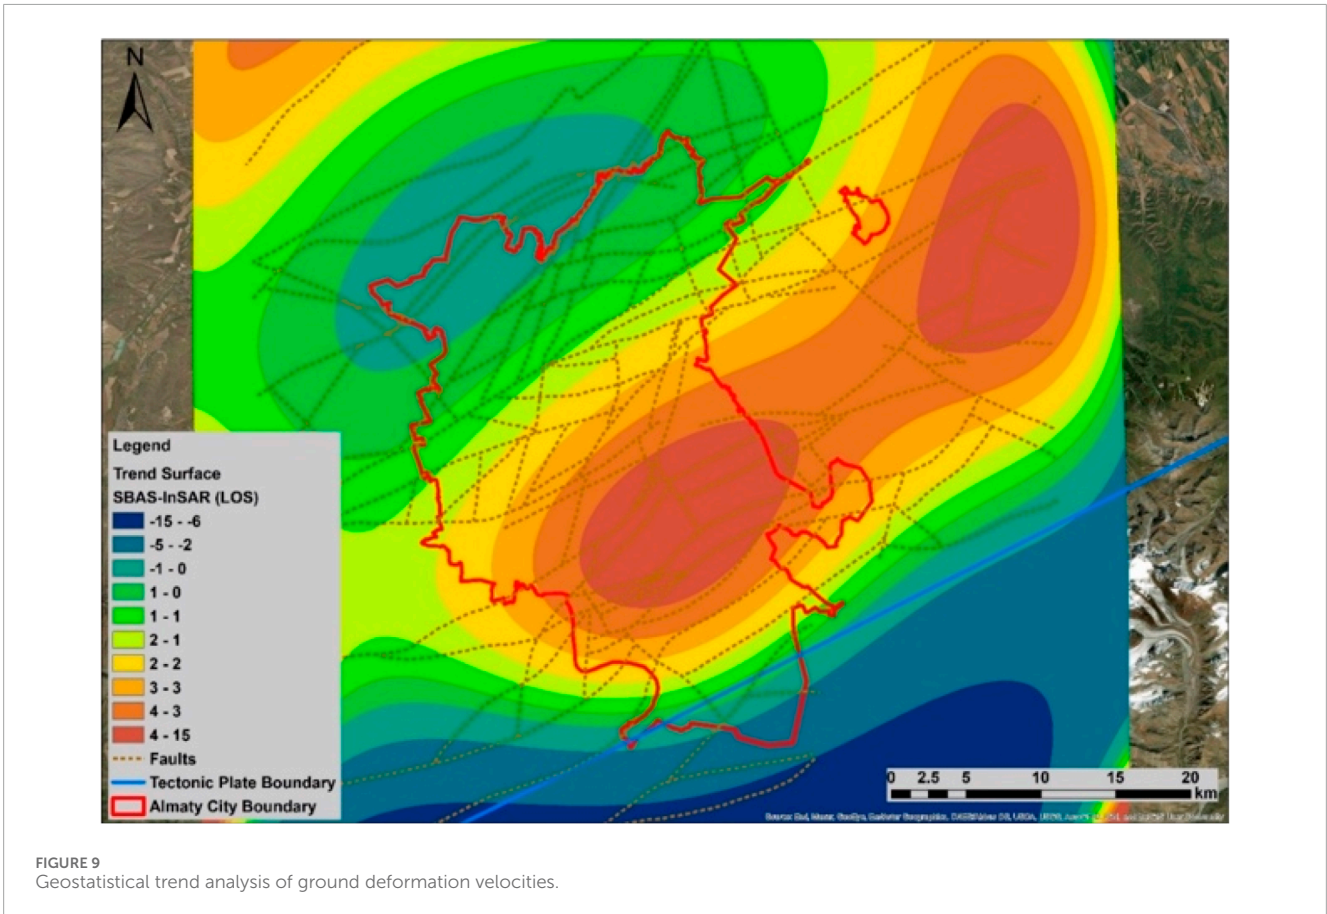 N
Legend
Trend Surface
SBAS-InSAR (LOS)
-15 - -6
-5 - -2
-1 - 0
1 - 0
1 - 1
2 - 1
2 - 2
3 - 3
4 - 3
4 - 15
Faults
Tectonic Plate Boundary
Almaty City Boundary
0 2.5 5 10 15 20
km
FIGURE 9
Geostatistical trend analysis of ground deformation velocities.